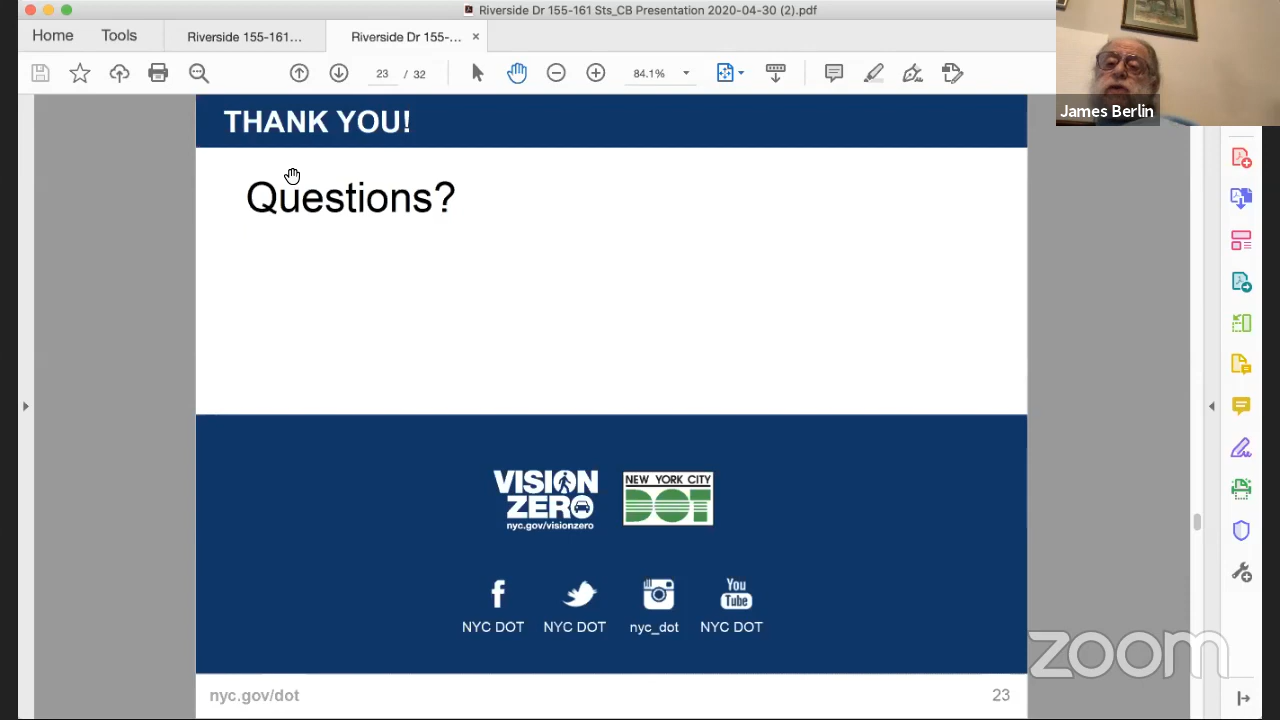 Riverside Dr 155-161 Sts_CB Presentation 2020-04-30 (2).pdf
Home Tools Riverside 155-161... Riverside Dr 155-... ×
23 / 32 84.1%
James Berlin
THANK YOU!
Questions?
VISION
ZERO
nyc.gov/visionzero
NEW YORK CITY
DOT
You
Tube
NYC DOT NYC DOT nyc_dot NYC DOT
zoom
nyc.gov/dot 23